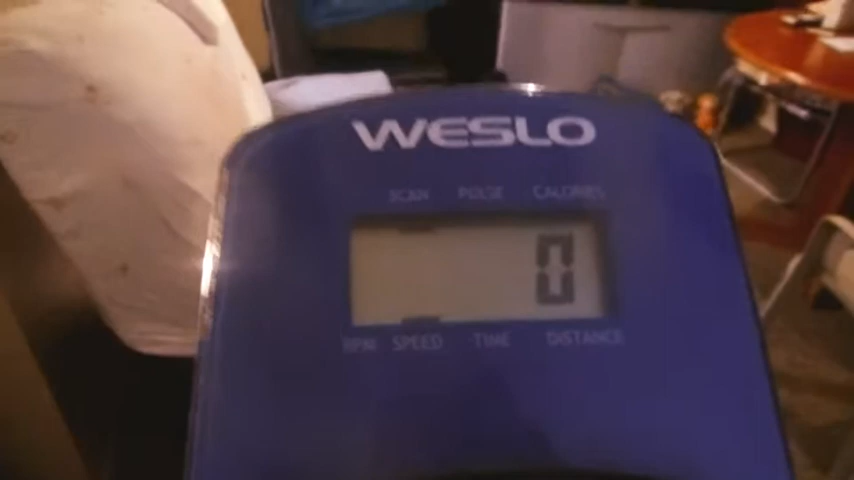 WESLO
SCAN PULSE CALORIES
0
RPM SPEED TIME DISTANCE